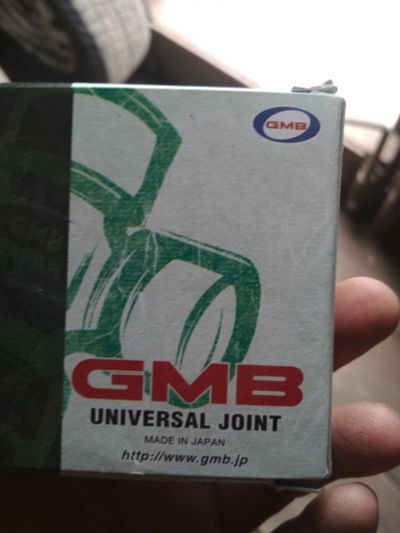 GMB
GMB
UNIVERSAL JOINT
MADE IN JAPAN
http://www.gmb.jp